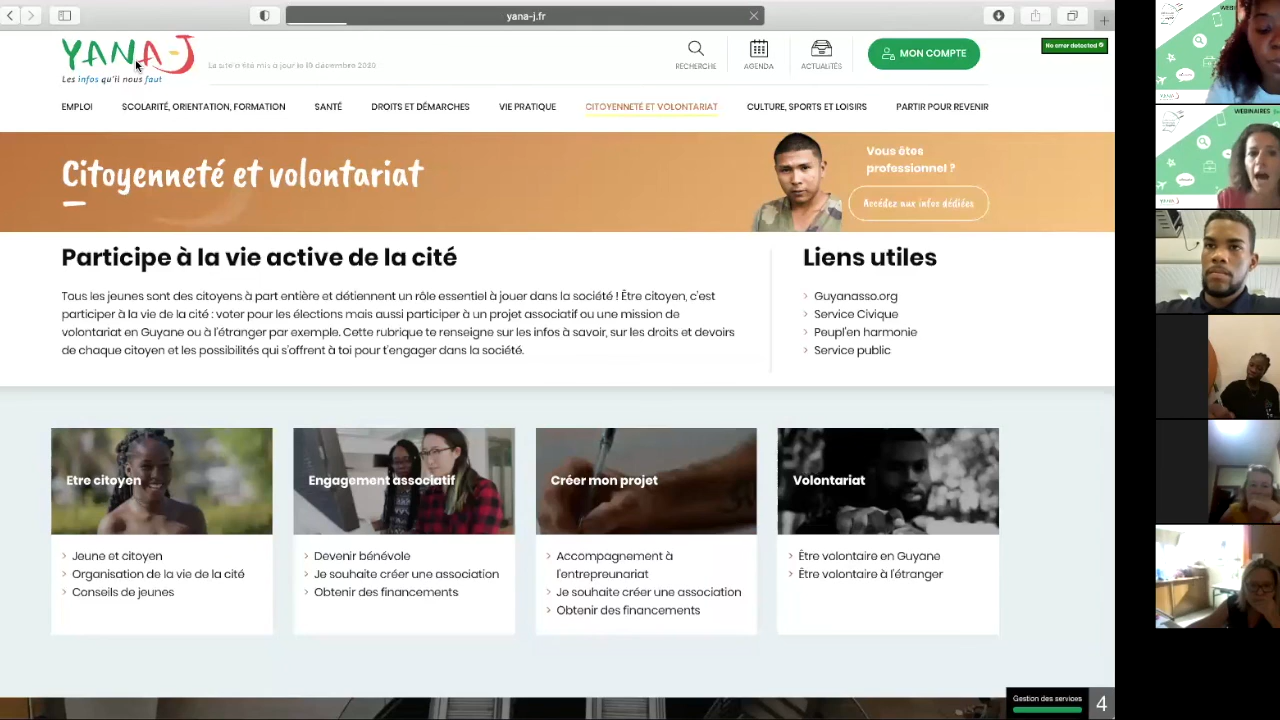 yana-j.fr
YANA-J
Les infos qu'il nous faut
La site a été mis à jour le 10 décembre 2020
RECHERCHE
AGENDA
ACTUALITÉS
MON COMPTE
No error detected
EMPLOI
SCOLARITÉ, ORIENTATION, FORMATION
SANTÉ
DROITS ET DÉMARCHES
VIE PRATIQUE
CITOYENNETÉ ET VOLONTARIAT
CULTURE, SPORTS ET LOISIRS
PARTIR POUR REVENIR
Citoyenneté et volontariat
Vous êtes
professionnel ?
Accédez aux infos dédiées
Participe à la vie active de la cité
Tous les jeunes sont des citoyens à part entière et détiennent un rôle essentiel à jouer dans la société ! Être citoyen, c'est
participer à la vie de la cité : voter pour les élections mais aussi participer à un projet associatif ou une mission de
volontariat en Guyane ou à l'étranger par exemple. Cette rubrique te renseigne sur les infos à savoir, sur les droits et devoirs
de chaque citoyen et les possibilités qui s'offrent à toi pour t'engager dans la société.
Liens utiles
Guyanasso.org
Service Civique
Peupl'en harmonie
Service public
Etre citoyen
Jeune et citoyen
Organisation de la vie de la cité
Conseils de jeunes
Engagement associatif
Devenir bénévole
Je souhaite créer une association
Obtenir des financements
Créer mon projet
Accompagnement à
l'entrepreunariat
Je souhaite créer une association
Obtenir des financements
Volontariat
Être volontaire en Guyane
Être volontaire à l'étranger
Gestion des services
4
WEBINAIRES